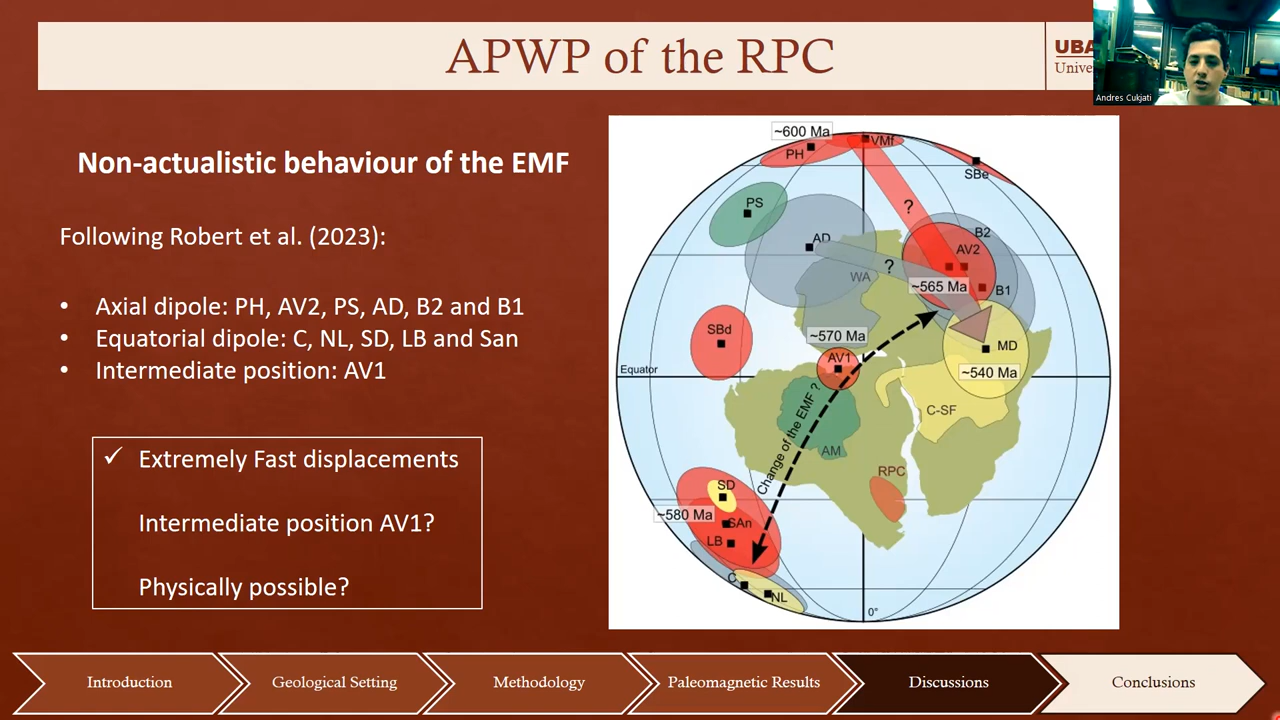 APWP of the RPC
UBA
Unive
Andres Cukjati
Non-actualistic behaviour of the EMF
Following Robert et al. (2023):
• Axial dipole: PH, AV2, PS, AD, B2 and B1
• Equatorial dipole: C, NL, SD, LB and San
• Intermediate position: AV1
✓ Extremely Fast displacements
Intermediate position AV1?
Physically possible?
~600 Ma
PH
VMf
SBe
PS
?
AD
B2
AV2
WA
?
~565 Ma
B1
SBd
~570 Ma
MD
AV1
Equator
~540 Ma
Change of the EMF ?
C-SF
AM
RPC
SD
~580 Ma
SAn
LB
C
NL
0°
Introduction
Geological Setting
Methodology
Paleomagnetic Results
Discussions
Conclusions